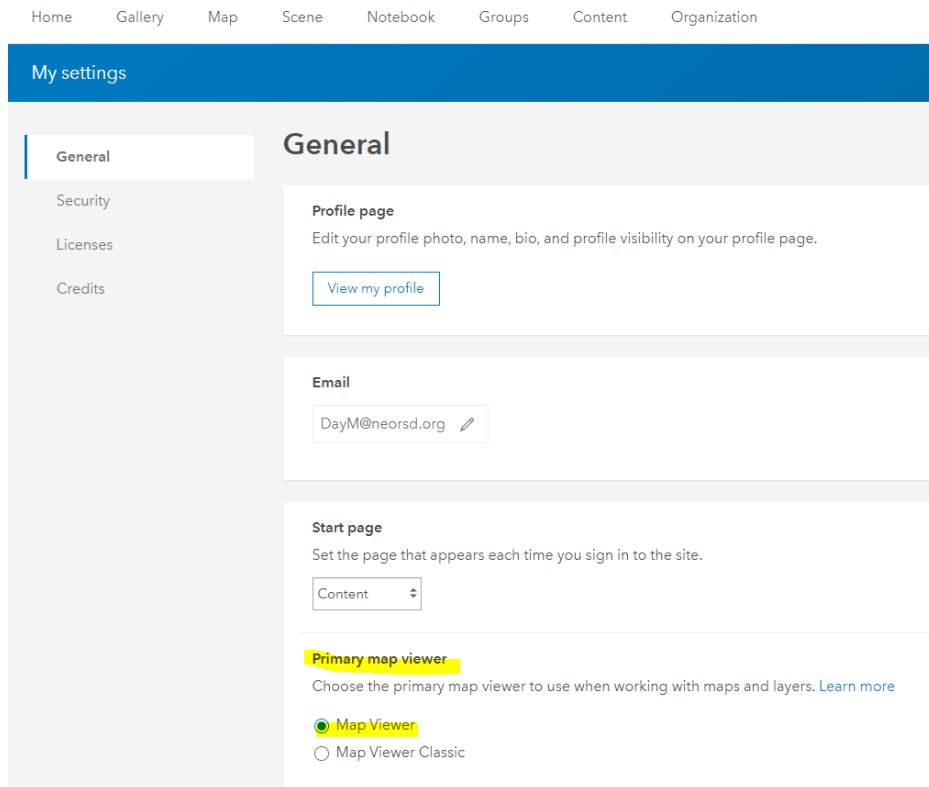 Home Gallery Map Scene Notebook Groups Content Organization
My settings
General
Security
Licenses
Credits
General
Profile page
Edit your profile photo, name, bio, and profile visibility on your profile page.
View my profile
Email
DayM@neorsd.org
Start page
Set the page that appears each time you sign in to the site.
Content
Primary map viewer
Choose the primary map viewer to use when working with maps and layers. Learn more
Map Viewer
Map Viewer Classic